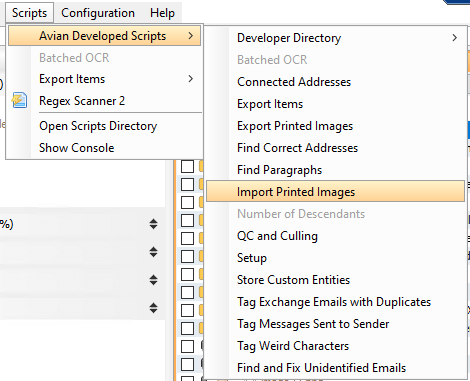 Scripts Configuration Help
Avian Developed Scripts
Batched OCR
Export Items
Regex Scanner 2
Open Scripts Directory
Show Console
Developer Directory
Batched OCR
Connected Addresses
Export Items
Export Printed Images
Find Correct Addresses
Find Paragraphs
Import Printed Images
Number of Descendants
QC and Culling
Setup
Store Custom Entities
Tag Exchange Emails with Duplicates
Tag Messages Sent to Sender
Tag Weird Characters
Find and Fix Unidentified Emails
%)